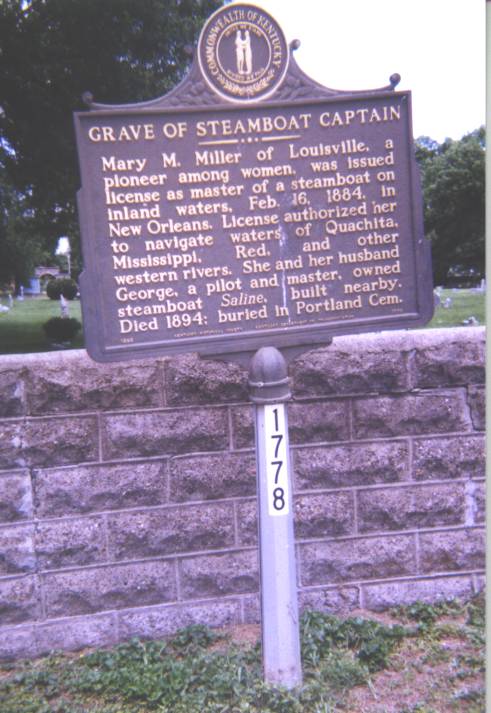 COMMONWEALTH OF KENTUCKY
GRAVE OF STEAMBOAT CAPTAIN
Mary M. Miller of Louisville, a
pioneer among women, was issued
license as master of a steamboat on
inland waters, Feb. 16, 1884, in
New Orleans. License authorized her
to navigate waters of Quachita,
Mississippi, Red, and other
western rivers. She and her husband
George, a pilot and master, owned
steamboat Saline, built nearby.
Died 1894; buried in Portland Cem.
1778